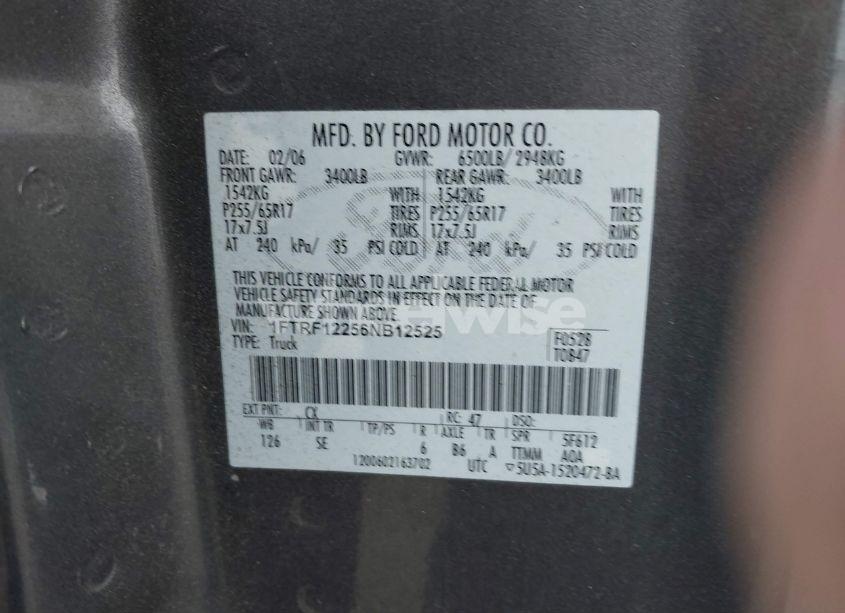 MFD. BY FORD MOTOR CO.
DATE: 02/06 GVWR: 6500LB/ 2948KG
FRONT GAWR: 3400LB REAR GAWR: 3400LB
1542KG WITH 1542KG WITH
P255/65R17 TIRES P255/65R17 TIRES
17x7.5J RIMS 17x7.5J RIMS
AT 240 kPa/ 35 PSI COLD AT 240 kPa/ 35 PSI COLD
THIS VEHICLE CONFORMS TO ALL APPLICABLE FEDERAL MOTOR
VEHICLE SAFETY STANDARDS IN EFFECT ON THE DATE OF
MANUFACTURE SHOWN ABOVE.
VIN: 1FTRF12256NB12525
TYPE: Truck
F0528
T0847
EXT PNT: CX RC: 47 DSO:
WB INT TR TP/PS R AXLE TR SPR 5F612
126 SE 6 B6 A TTMM AOA
1200602163702 UTC ▽5U5A-1520472-BA